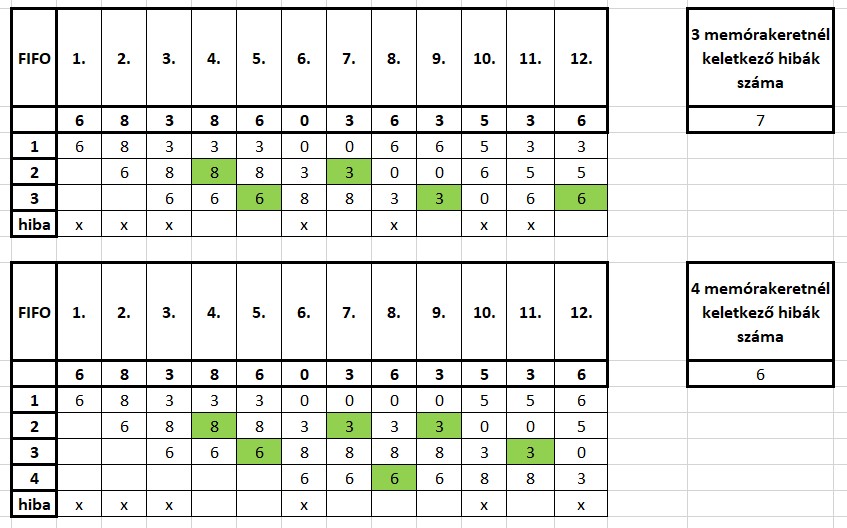 FIFO 1. 2. 3. 4. 5. 6. 7. 8. 9. 10. 11. 12.
6 8 3 8 6 0 3 6 3 5 3 6
1 6 8 3 3 3 0 0 6 6 5 3 3
2 6 8 8 8 3 3 0 0 6 5 5
3 6 6 6 8 8 3 3 0 6 6
hiba x x x x x x x
3 memórakeretnél
keletkező hibák
száma
7
FIFO 1. 2. 3. 4. 5. 6. 7. 8. 9. 10. 11. 12.
6 8 3 8 6 0 3 6 3 5 3 6
1 6 8 3 3 3 0 0 0 0 5 5 6
2 6 8 8 8 3 3 3 3 0 0 5
3 6 6 6 8 8 8 8 3 3 0
4 6 6 6 6 8 8 3
hiba x x x x x x
4 memórakeretnél
keletkező hibák
száma
6